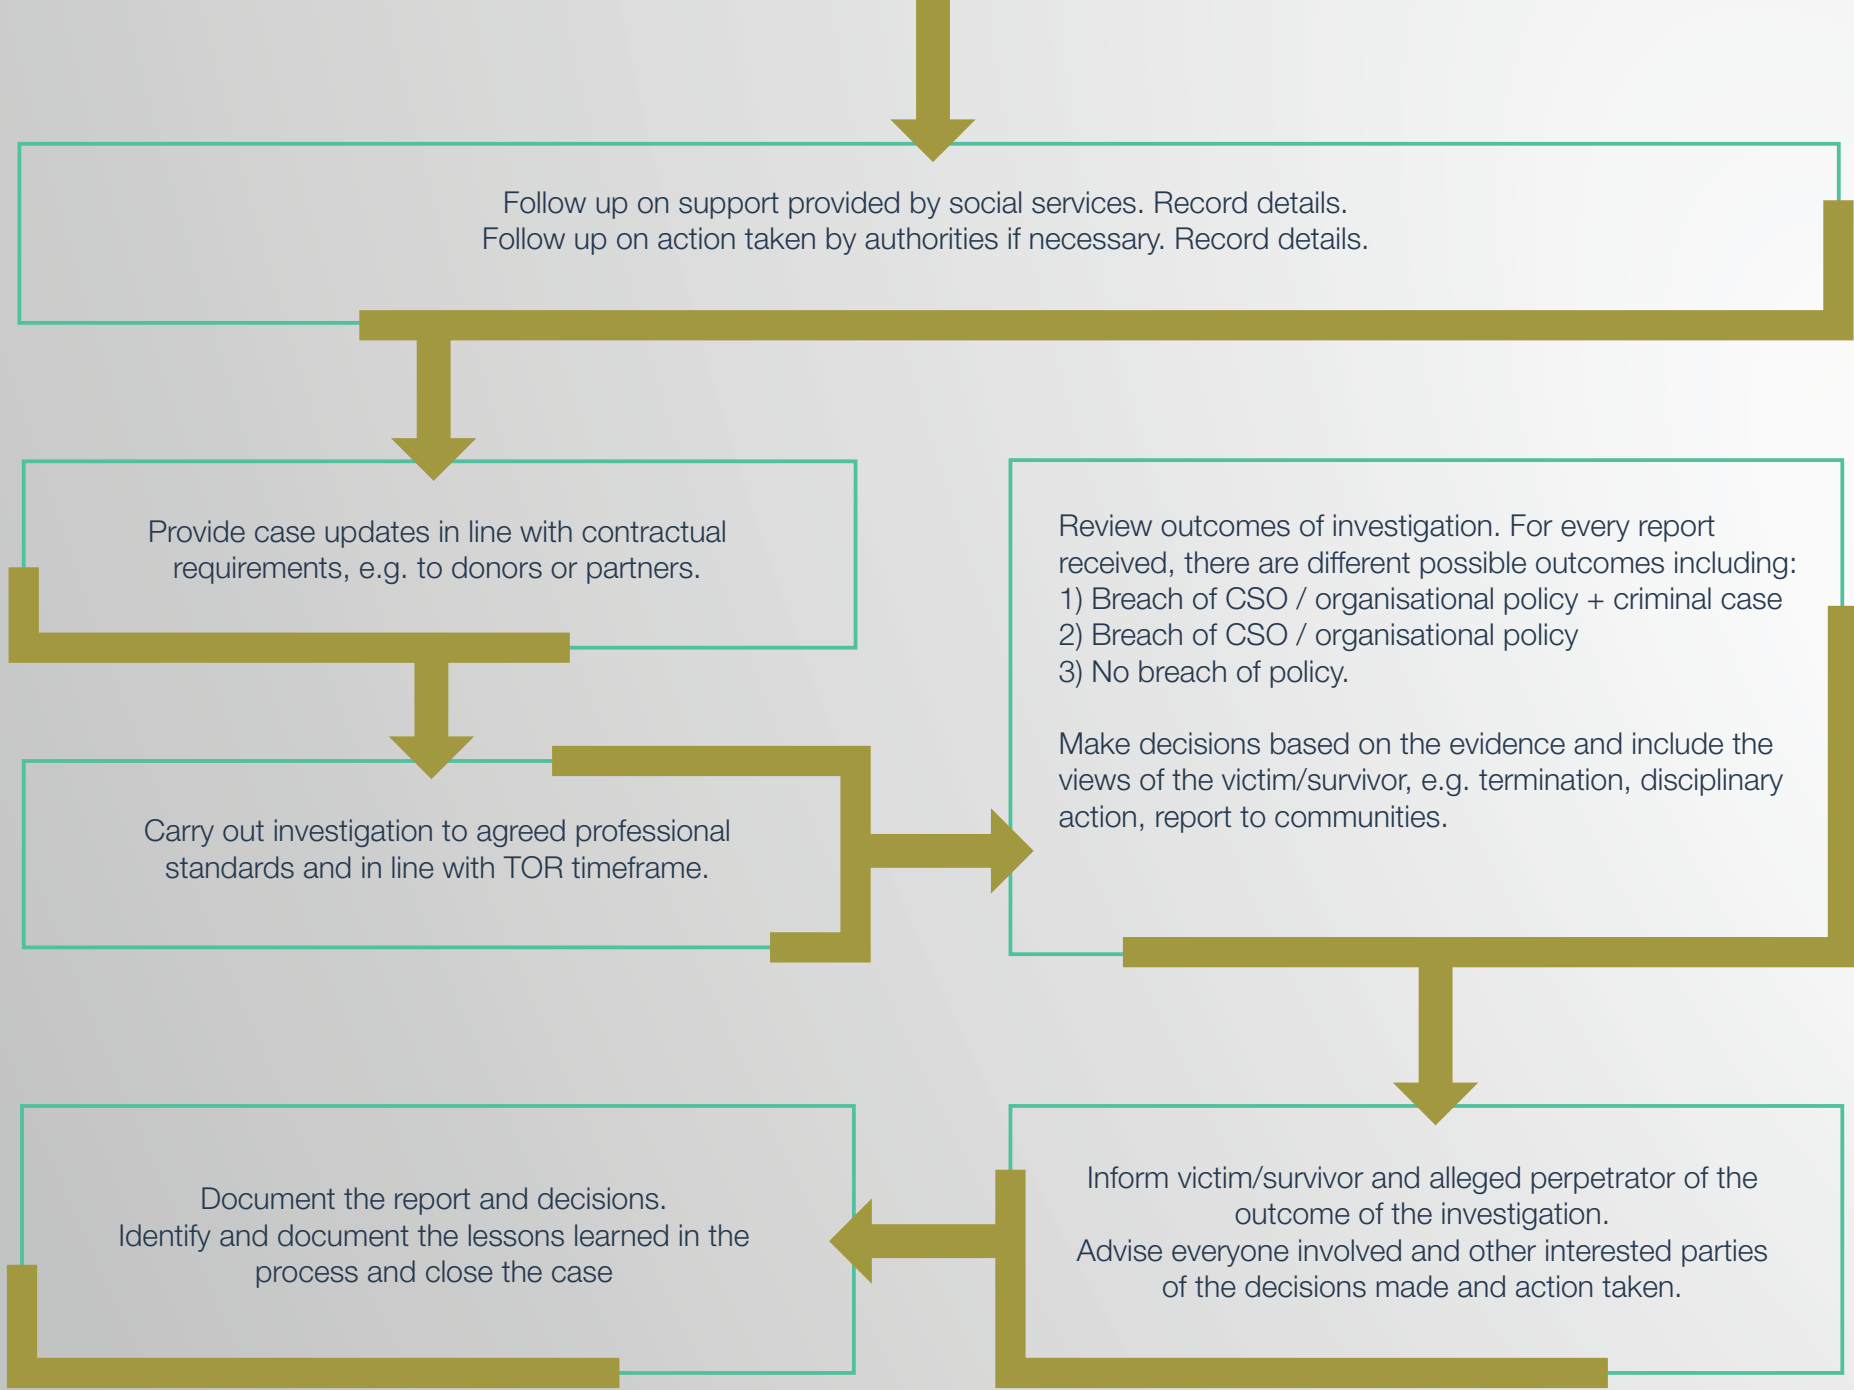 Follow up on support provided by social services. Record details.
Follow up on action taken by authorities if necessary. Record details.
Provide case updates in line with contractual
requirements, e.g. to donors or partners.
Carry out investigation to agreed professional
standards and in line with TOR timeframe.
Review outcomes of investigation. For every report
received, there are different possible outcomes including:
1) Breach of CSO / organisational policy + criminal case
2) Breach of CSO / organisational policy
3) No breach of policy.
Make decisions based on the evidence and include the
views of the victim/survivor, e.g. termination, disciplinary
action, report to communities.
Inform victim/survivor and alleged perpetrator of the
outcome of the investigation.
Advise everyone involved and other interested parties
of the decisions made and action taken.
Document the report and decisions.
Identify and document the lessons learned in the
process and close the case